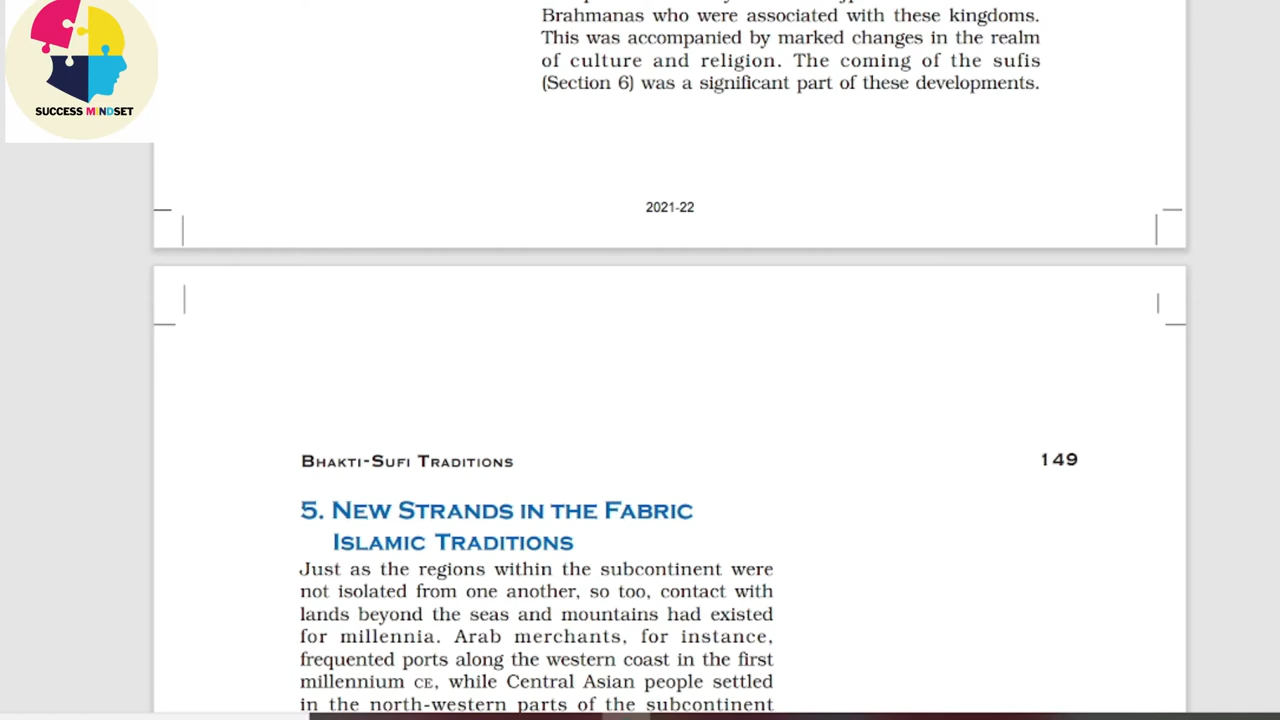 Brahmanas who were associated with these kingdoms.
This was accompanied by marked changes in the realm
of culture and religion. The coming of the sufis
(Section 6) was a significant part of these developments.
SUCCESS MINDSET
2021-22
BHAKTI-SUFI TRADITIONS
149
5. NEW STRANDS IN THE FABRIC
ISLAMIC TRADITIONS
Just as the regions within the subcontinent were
not isolated from one another, so too, contact with
lands beyond the seas and mountains had existed
for millennia. Arab merchants, for instance,
frequented ports along the western coast in the first
millennium CE, while Central Asian people settled
in the north-western parts of the subcontinent